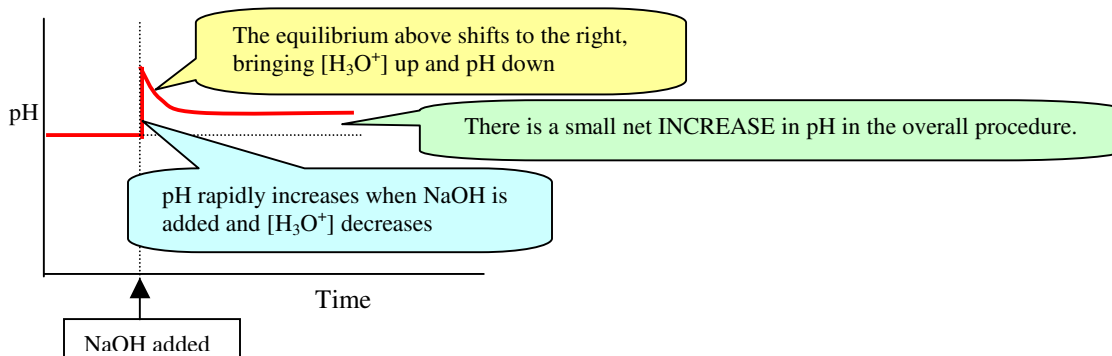 The equilibrium above shifts to the right,
bringing [H₃O⁺] up and pH down
pH
There is a small net INCREASE in pH in the overall procedure.
pH rapidly increases when NaOH is
added and [H₃O⁺] decreases
Time
NaOH added